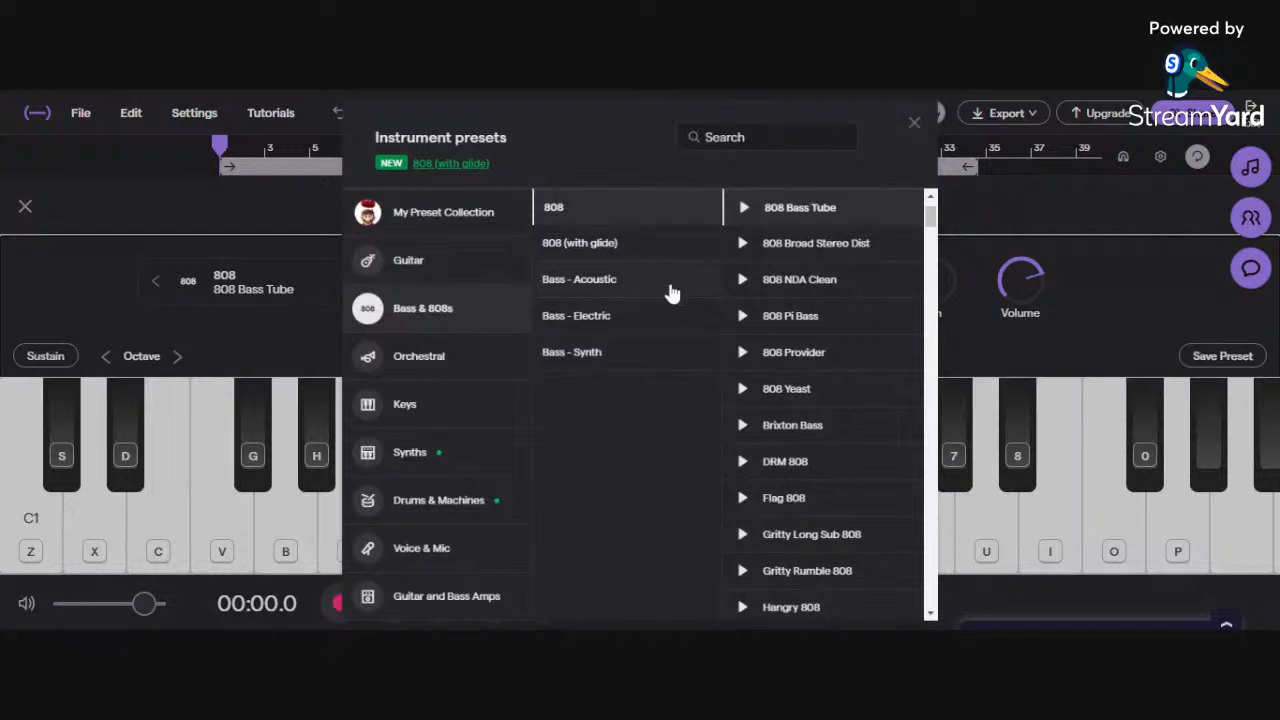 Powered by
StreamYard
File
Edit
Settings
Tutorials
Export
Upgrade
3
5
33
35
37
39
Instrument presets
Search
NEW
808 (with glide)
My Preset Collection
Guitar
808
Bass & 808s
Orchestral
Keys
Synths
Drums & Machines
Voice & Mic
Guitar and Bass Amps
808
808 (with glide)
Bass - Acoustic
Bass - Electric
Bass - Synth
808 Bass Tube
808 Broad Stereo Dist
808 NDA Clean
808 Pi Bass
808 Provider
808 Yeast
Brixton Bass
DRM 808
Flag 808
Gritty Long Sub 808
Gritty Rumble 808
Hangry 808
808
808
808 Bass Tube
Volume
Sustain
Octave
Save Preset
S
D
G
H
7
8
0
C1
Z
X
C
V
B
U
I
O
P
00:00.0